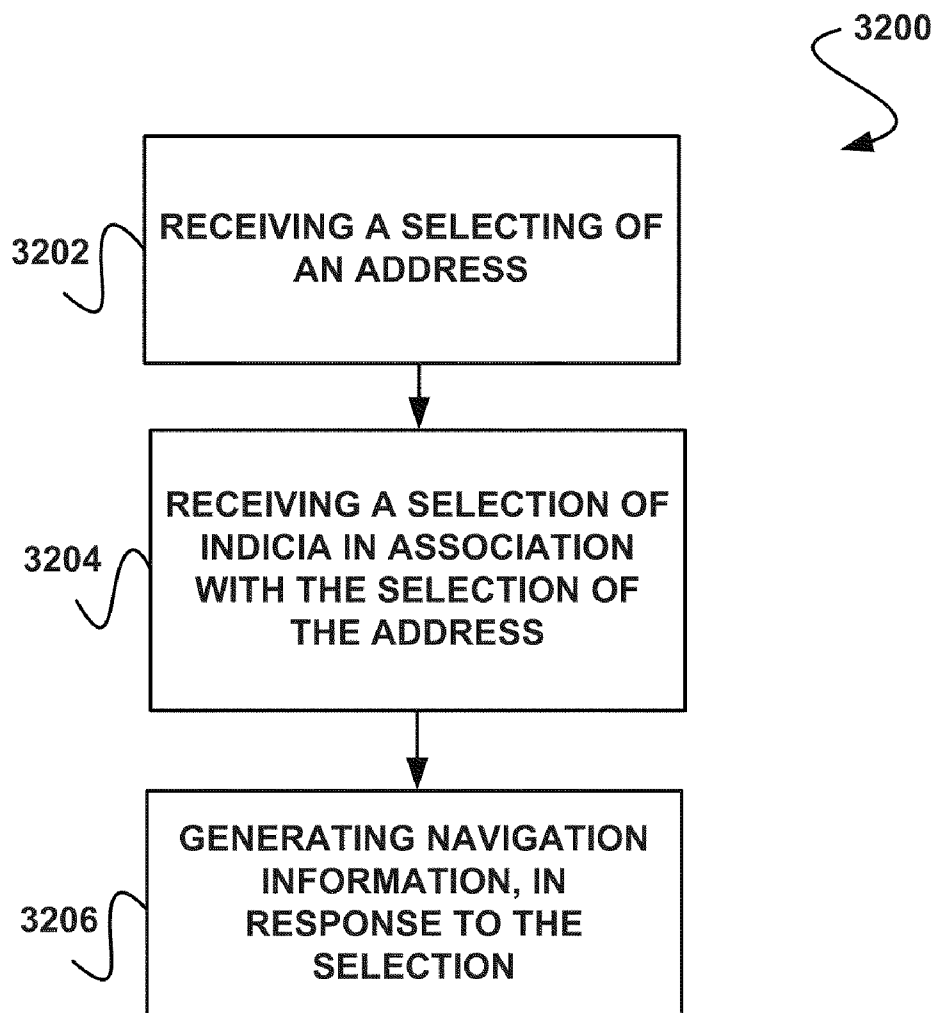 3200
3202
RECEIVING A SELECTING OF
AN ADDRESS
3204
RECEIVING A SELECTION OF
INDICIA IN ASSOCIATION
WITH THE SELECTION OF
THE ADDRESS
3206
GENERATING NAVIGATION
INFORMATION, IN
RESPONSE TO THE
SELECTION